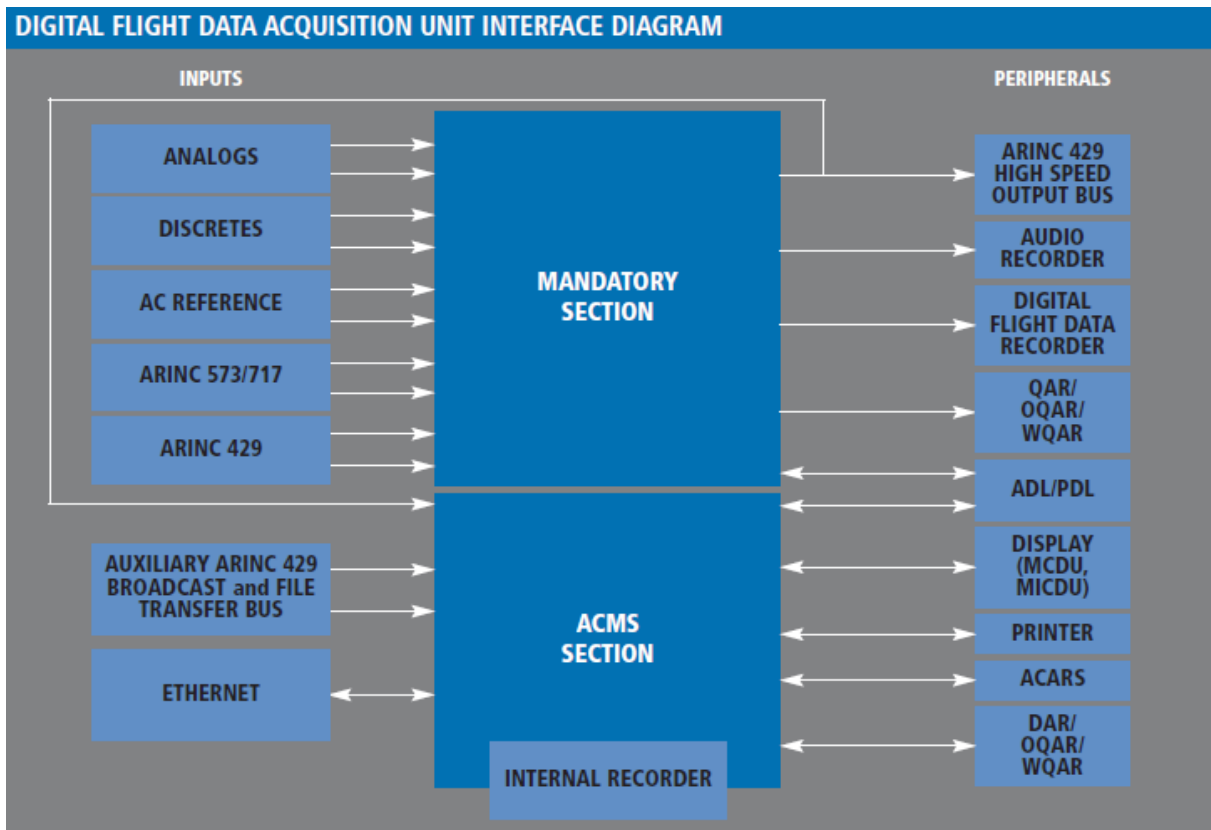 DIGITAL FLIGHT DATA ACQUISITION UNIT INTERFACE DIAGRAM
INPUTS
PERIPHERALS
ANALOGS
DISCRETES
AC REFERENCE
ARINC 573/717
ARINC 429
AUXILIARY ARINC 429
BROADCAST and FILE
TRANSFER BUS
ETHERNET
MANDATORY
SECTION
ACMS
SECTION
INTERNAL RECORDER
ARINC 429
HIGH SPEED
OUTPUT BUS
AUDIO
RECORDER
DIGITAL
FLIGHT DATA
RECORDER
QAR/
OQAR/
WQAR
ADL/PDL
DISPLAY
(MCDU,
MICDU)
PRINTER
ACARS
DAR/
OQAR/
WQAR